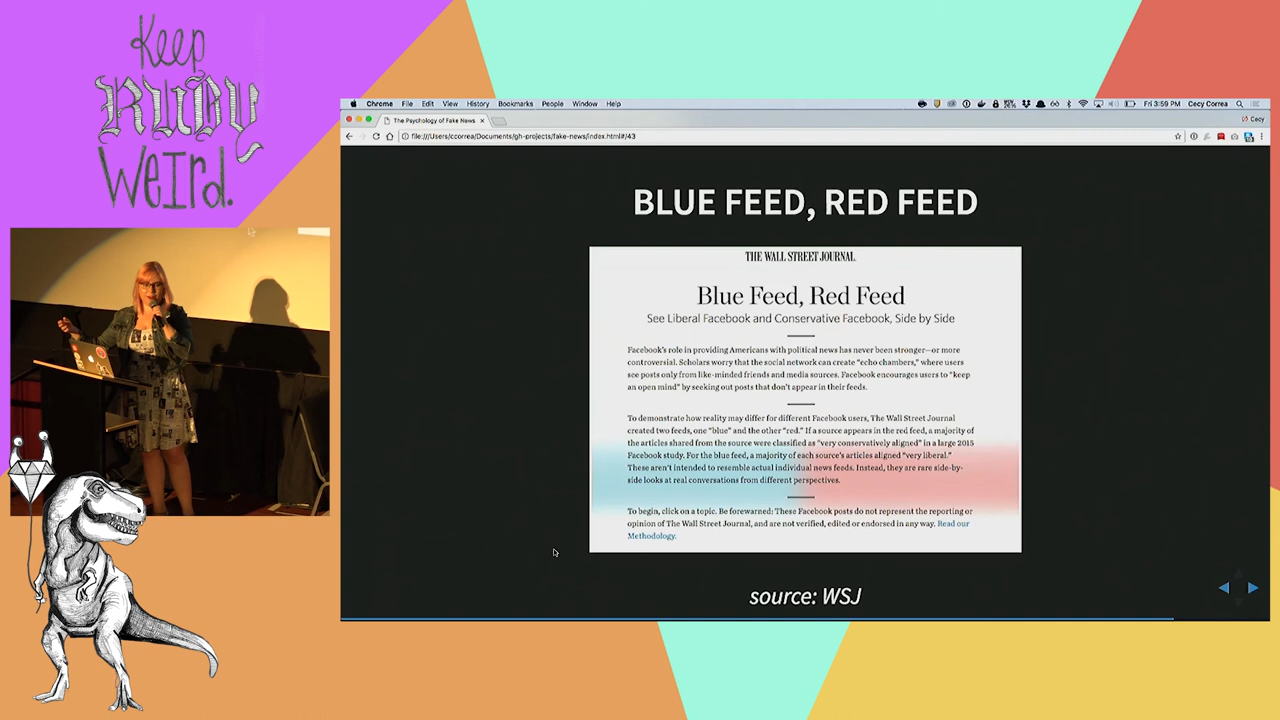 Keep
RUBY
WEIrd.
Chrome File Edit View History Bookmarks People Window Help
Fri 3:59 PM Cecy Correa
The Psychology of Fake News
Cecy
file:///Users/ccorrea/Documents/gh-projects/fake-news/index.html#/43
BLUE FEED, RED FEED
THE WALL STREET JOURNAL.
Blue Feed, Red Feed
See Liberal Facebook and Conservative Facebook, Side by Side
Facebook's role in providing Americans with political news has never been stronger—or more
controversial. Scholars worry that the social network can create "echo chambers," where users
see posts only from like-minded friends and media sources. Facebook encourages users to "keep
an open mind" by seeking out posts that don't appear in their feeds.
To demonstrate how reality may differ for different Facebook users, The Wall Street Journal
created two feeds, one "blue" and the other "red." If a source appears in the red feed, a majority of
the articles shared from the source were classified as "very conservatively aligned" in a large 2015
Facebook study. For the blue feed, a majority of each source's articles aligned "very liberal."
These aren't intended to resemble actual individual news feeds. Instead, they are rare side-by-
side looks at real conversations from different perspectives.
To begin, click on a topic. Be forewarned: These Facebook posts do not represent the reporting or
opinion of The Wall Street Journal, and are not verified, edited or endorsed in any way. Read our
Methodology.
source: WSJ